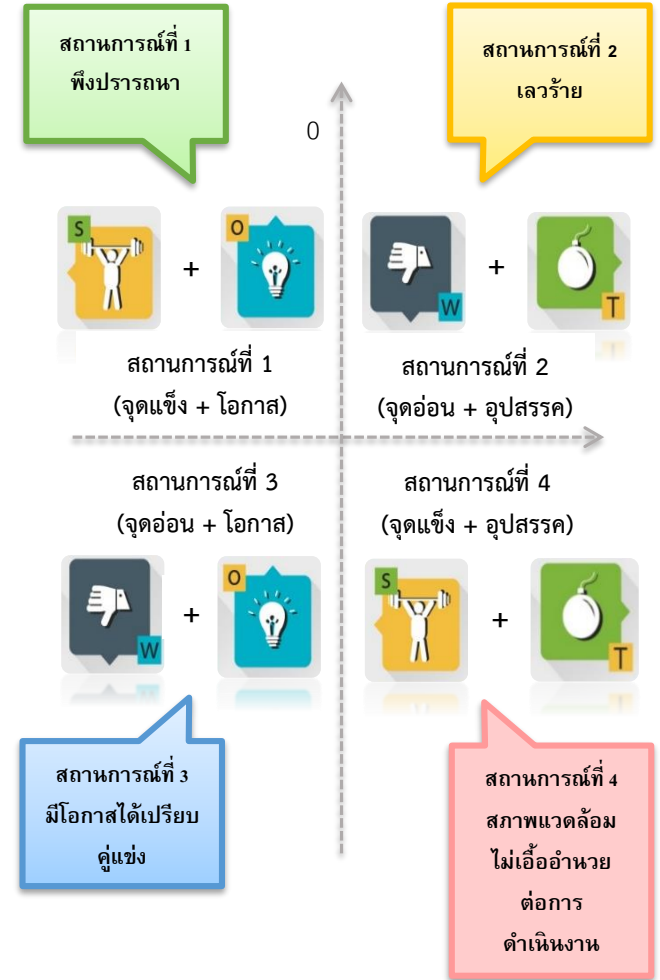 สถานการณ์ที่ 1
พึงปรารถนา
สถานการณ์ที่ 2
เลวร้าย
0
S
+
O
W
+
T
สถานการณ์ที่ 1
(จุดแข็ง + โอกาส)
สถานการณ์ที่ 2
(จุดอ่อน + อุปสรรค)
สถานการณ์ที่ 3
(จุดอ่อน + โอกาส)
สถานการณ์ที่ 4
(จุดแข็ง + อุปสรรค)
W
+
O
S
+
T
สถานการณ์ที่ 3
มีโอกาสได้เปรียบ
คู่แข่ง
สถานการณ์ที่ 4
สภาพแวดล้อม
ไม่เอื้ออำนวย
ต่อการ
ดำเนินงาน